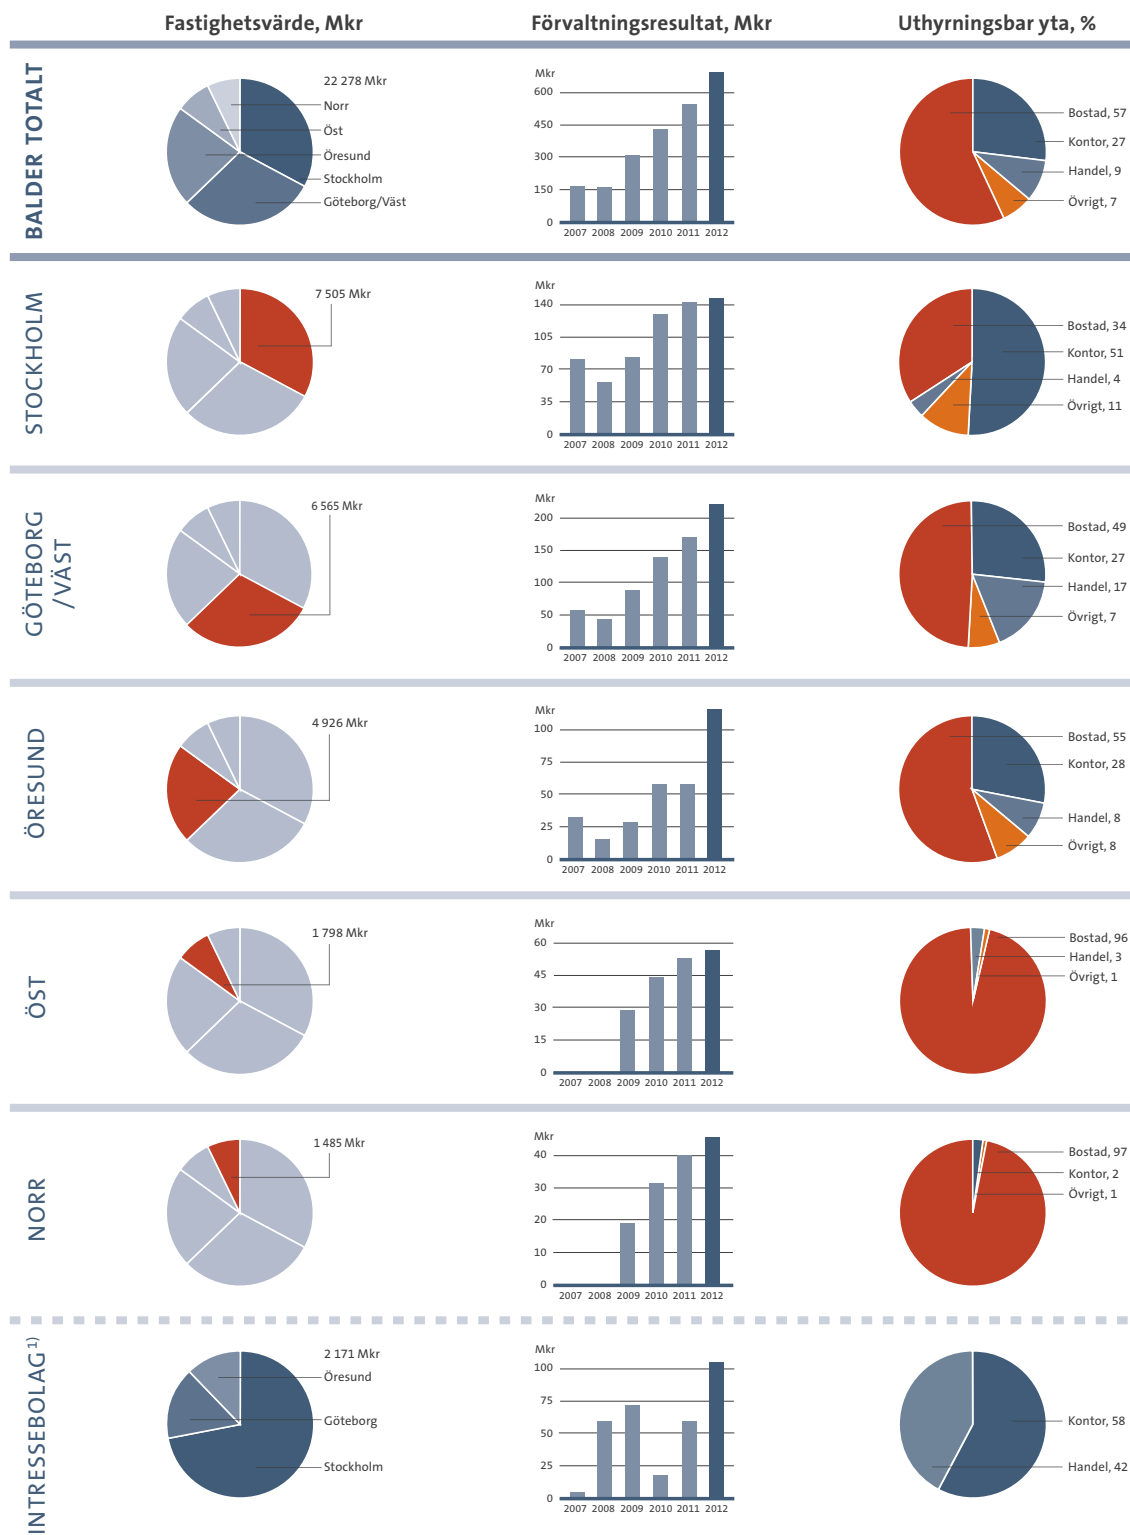 Fastighetsvärde, Mkr
Förvaltningsresultat, Mkr
Uthyrningsbar yta, %
BALDER TOTALT
22 278 Mkr
Norr
Öst
Öresund
Stockholm
Göteborg/Väst
Mkr
600
450
300
150
0
2007 2008 2009 2010 2011 2012
Bostad, 57
Kontor, 27
Handel, 9
Övrigt, 7
STOCKHOLM
7 505 Mkr
Mkr
140
105
70
35
0
2007 2008 2009 2010 2011 2012
Bostad, 34
Kontor, 51
Handel, 4
Övrigt, 11
GÖTEBORG
/VÄST
6 565 Mkr
Mkr
200
150
100
50
0
2007 2008 2009 2010 2011 2012
Bostad, 49
Kontor, 27
Handel, 17
Övrigt, 7
ÖRESUND
4 926 Mkr
Mkr
100
75
50
25
0
2007 2008 2009 2010 2011 2012
Bostad, 55
Kontor, 28
Handel, 8
Övrigt, 8
ÖST
1 798 Mkr
Mkr
60
45
30
15
0
2007 2008 2009 2010 2011 2012
Bostad, 96
Handel, 3
Övrigt, 1
NORR
1 485 Mkr
Mkr
40
30
20
10
0
2007 2008 2009 2010 2011 2012
Bostad, 97
Kontor, 2
Övrigt, 1
INTRESSEBOLAG 1)
2 171 Mkr
Öresund
Göteborg
Stockholm
Mkr
100
75
50
25
0
2007 2008 2009 2010 2011 2012
Kontor, 58
Handel, 42